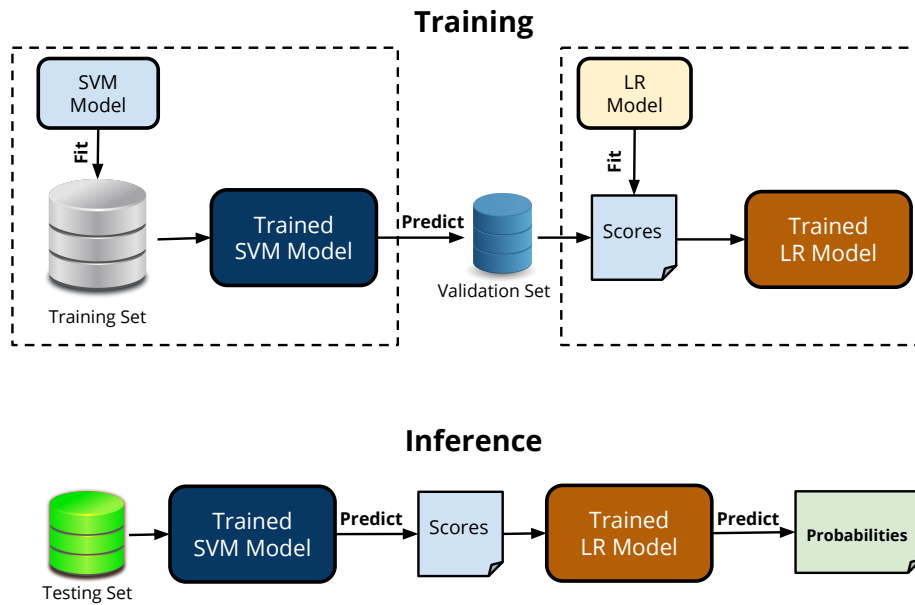 Training
SVM
Model
Fit
Training Set
Trained
SVM Model
Predict
Validation Set
LR
Model
Fit
Scores
Trained
LR Model
Inference
Testing Set
Trained
SVM Model
Predict
Scores
Trained
LR Model
Predict
Probabilities